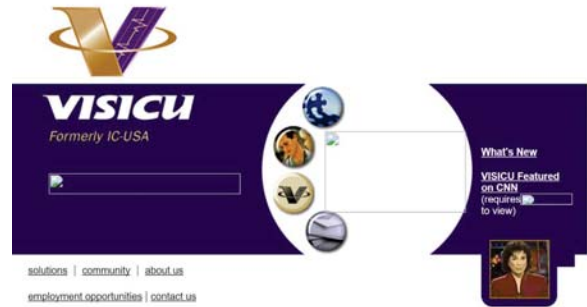 VISICU
Formerly IC-USA
What's New
VISICU Featured
on CNN
(requires
to view)
solutions | community | about us
employment opportunities | contact us